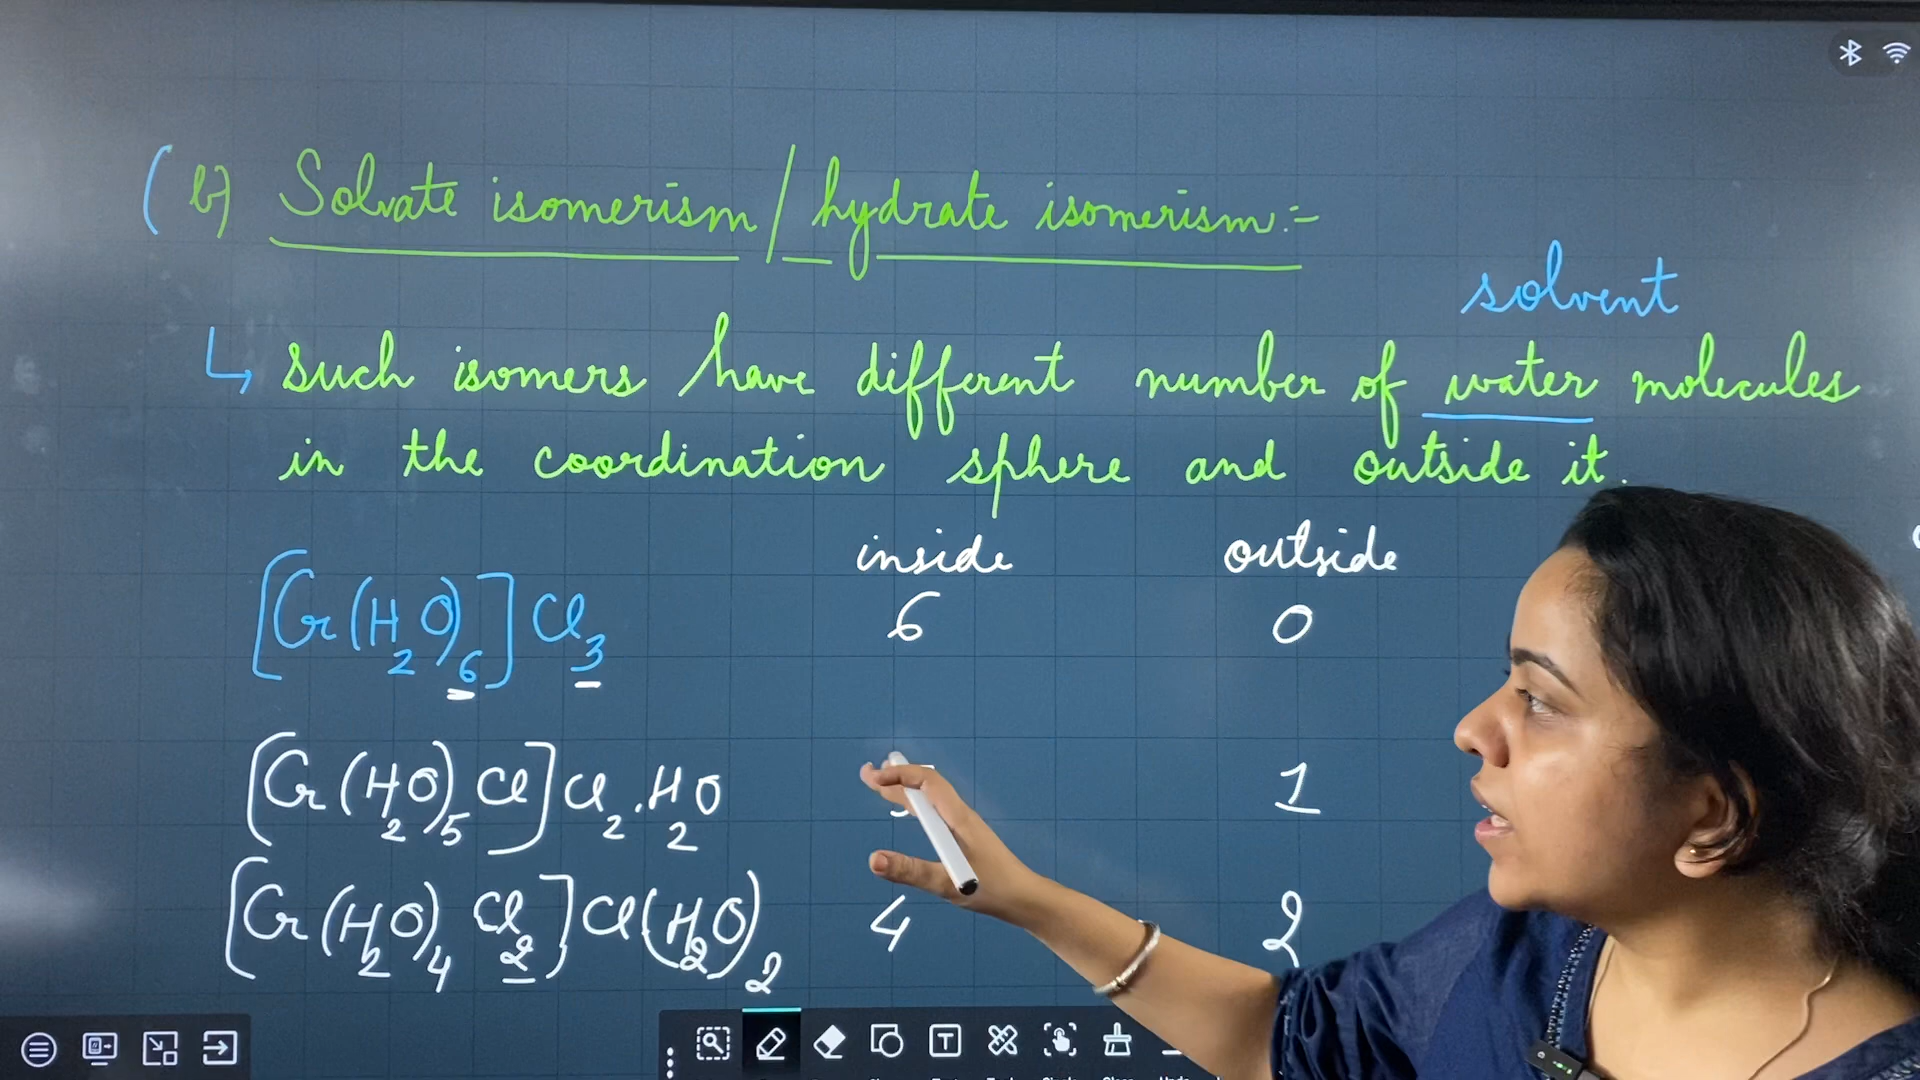 (b) Solvate isomerism / hydrate isomerism :-
solvent
↳ Such isomers have different number of water molecules
in the coordination sphere and outside it.
inside outside
[Cr(H2O)6]Cl3 6 0
[Cr(H2O)5Cl]Cl2.H2O 1
[Cr(H2O)4Cl2]Cl(H2O)2 4 2